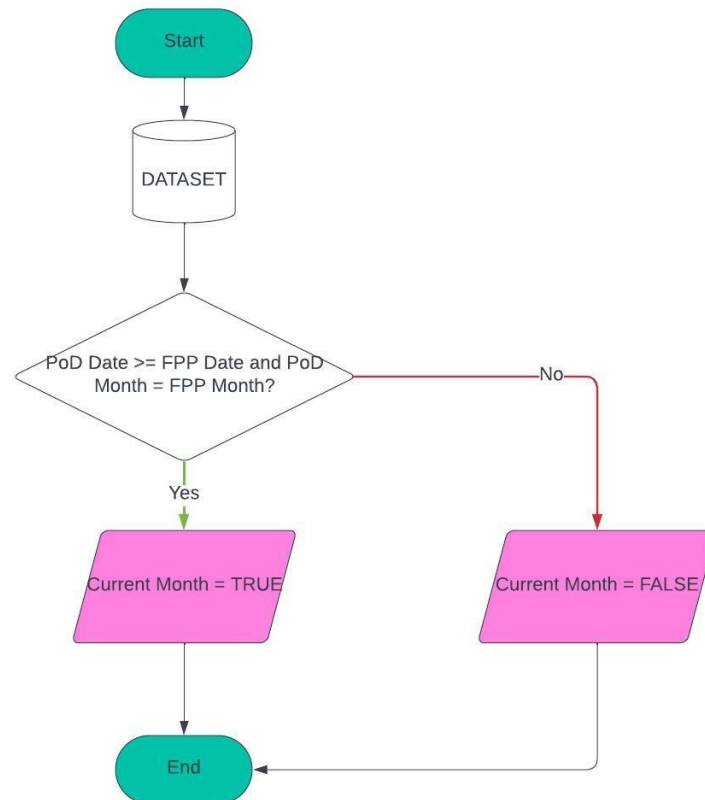 Start
DATASET
PoD Date >= FPP Date and PoD
Month = FPP Month?
No
Yes
Current Month = TRUE
Current Month = FALSE
End